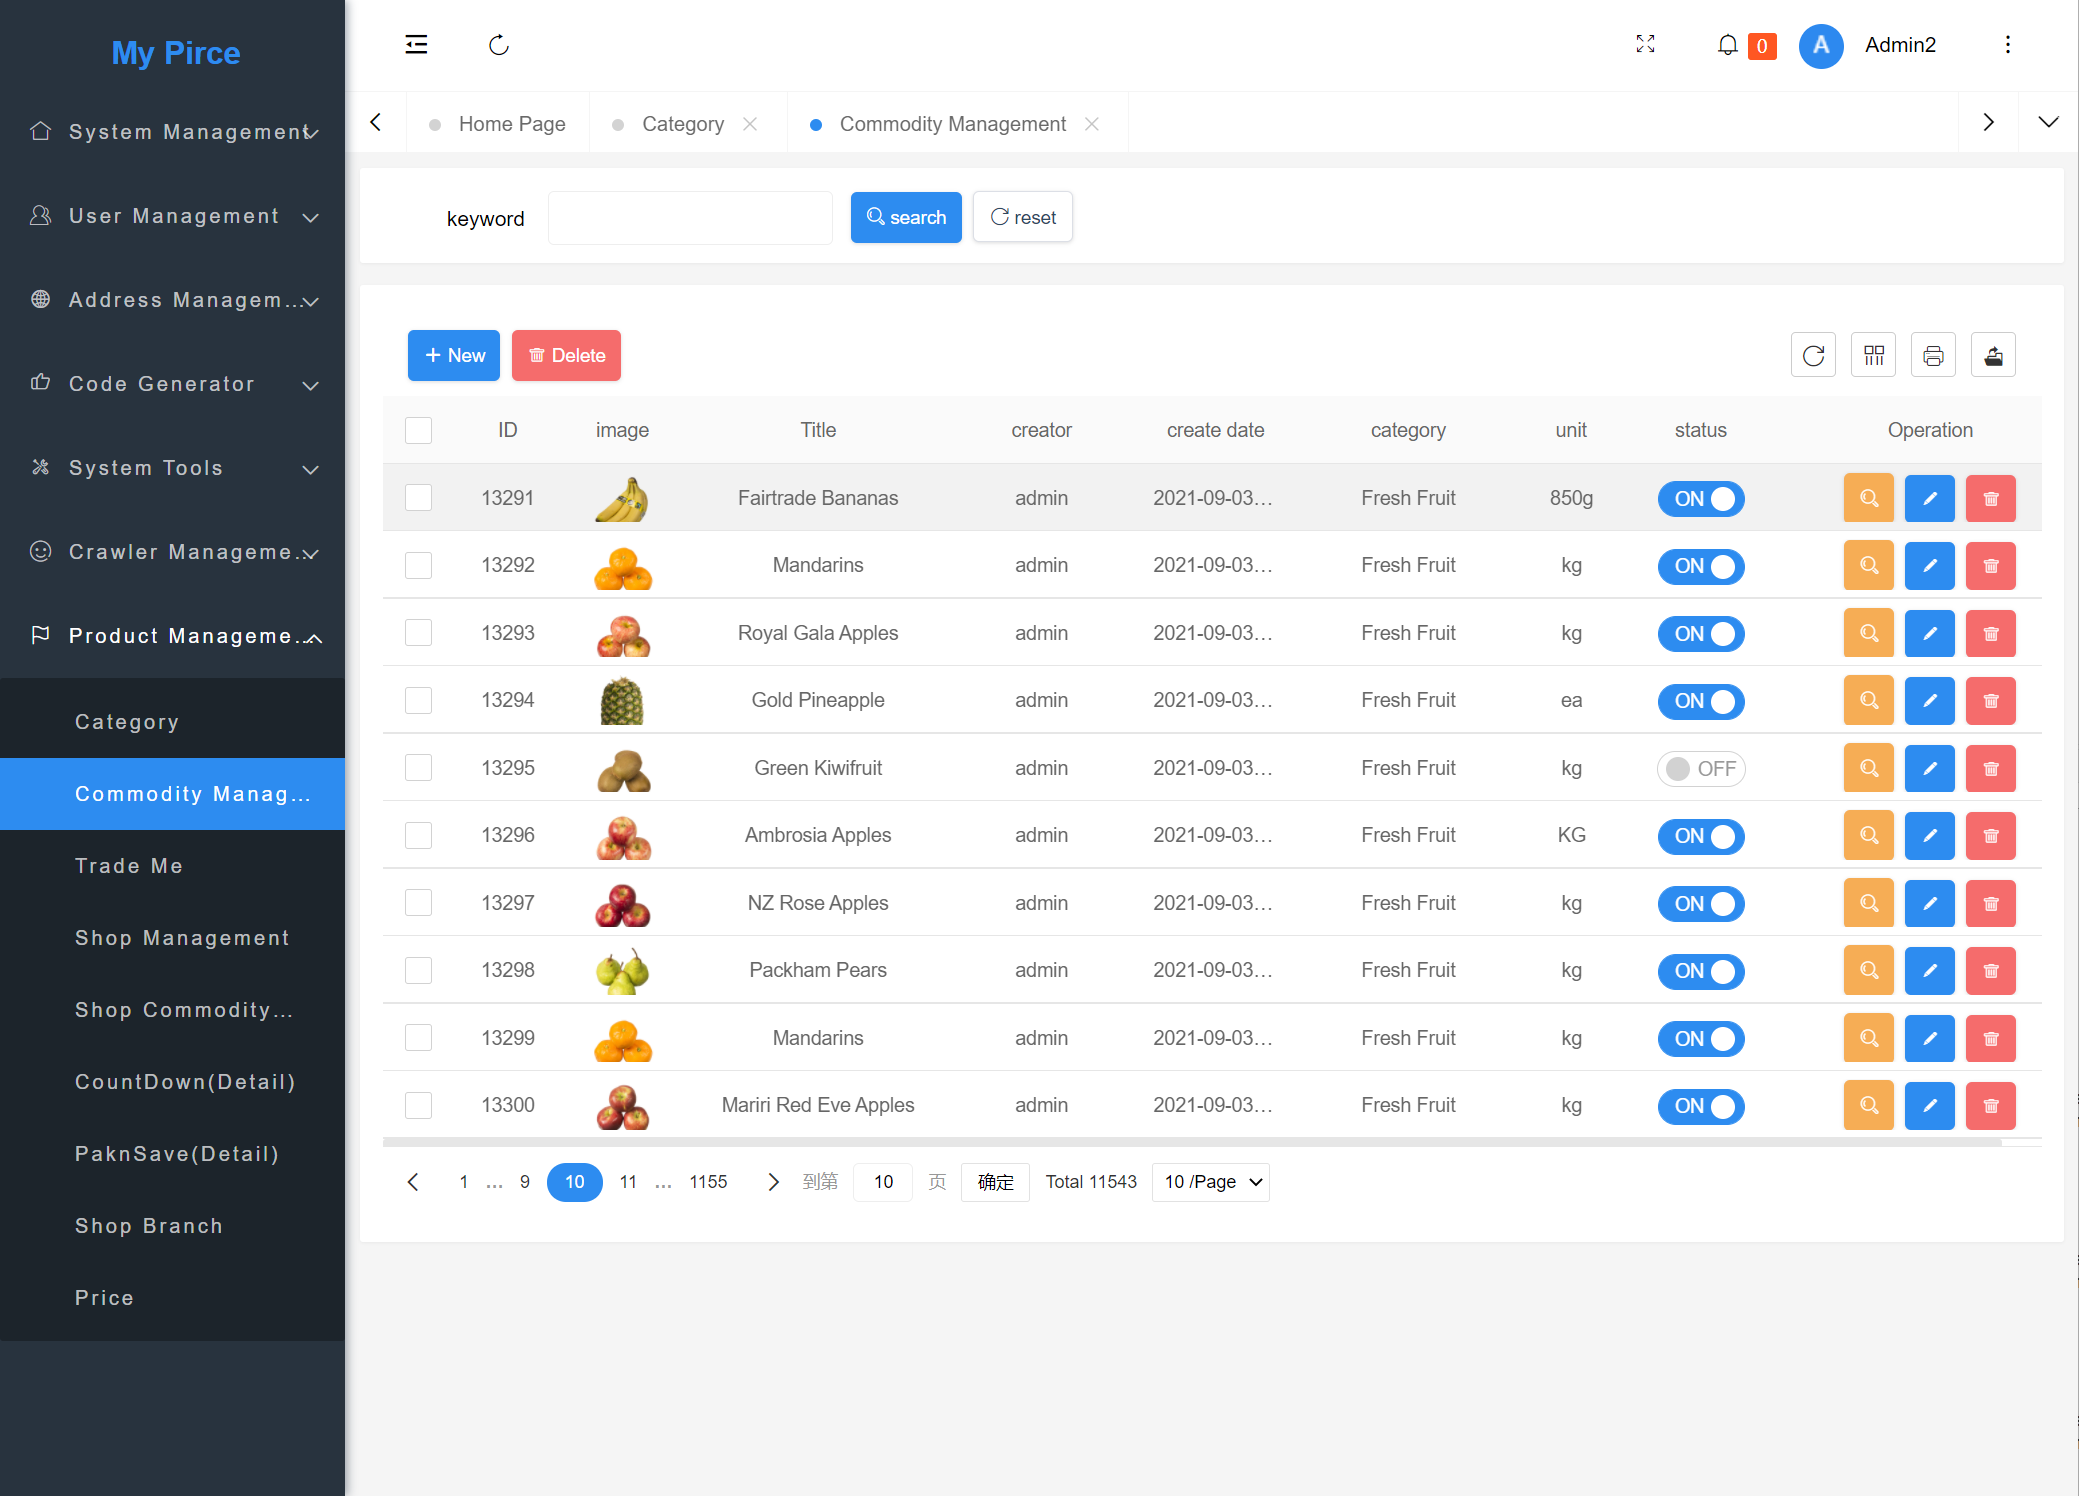 My Pirce
System Management
User Management
Address Managem...
Code Generator
System Tools
Crawler Manageme...
Product Manageme...
Category
Commodity Manag...
Trade Me
Shop Management
Shop Commodity...
CountDown(Detail)
PaknSave(Detail)
Shop Branch
Price
0 A Admin2
Home Page Category Commodity Management
keyword search reset
New Delete
ID image Title creator create date category unit status Operation
13291 Fairtrade Bananas admin 2021-09-03... Fresh Fruit 850g ON
13292 Mandarins admin 2021-09-03... Fresh Fruit kg ON
13293 Royal Gala Apples admin 2021-09-03... Fresh Fruit kg ON
13294 Gold Pineapple admin 2021-09-03... Fresh Fruit ea ON
13295 Green Kiwifruit admin 2021-09-03... Fresh Fruit kg OFF
13296 Ambrosia Apples admin 2021-09-03... Fresh Fruit KG ON
13297 NZ Rose Apples admin 2021-09-03... Fresh Fruit kg ON
13298 Packham Pears admin 2021-09-03... Fresh Fruit kg ON
13299 Mandarins admin 2021-09-03... Fresh Fruit kg ON
13300 Mariri Red Eve Apples admin 2021-09-03... Fresh Fruit kg ON
1 ... 9 10 11 ... 1155 到第 10 页 确定 Total 11543 10 /Page